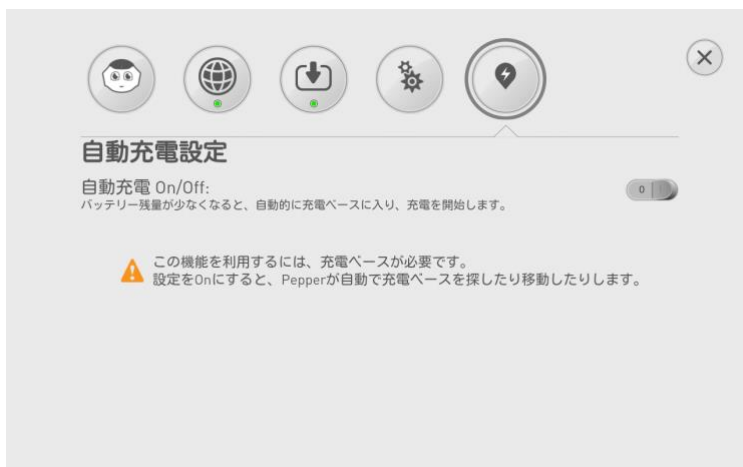 自動充電設定
自動充電 On/Off:
バッテリー残量が少なくなると、自動的に充電ベースに入り、充電を開始します。
この機能を利用するには、充電ベースが必要です。
設定をOnにすると、Pepperが自動で充電ベースを探したり移動したりします。